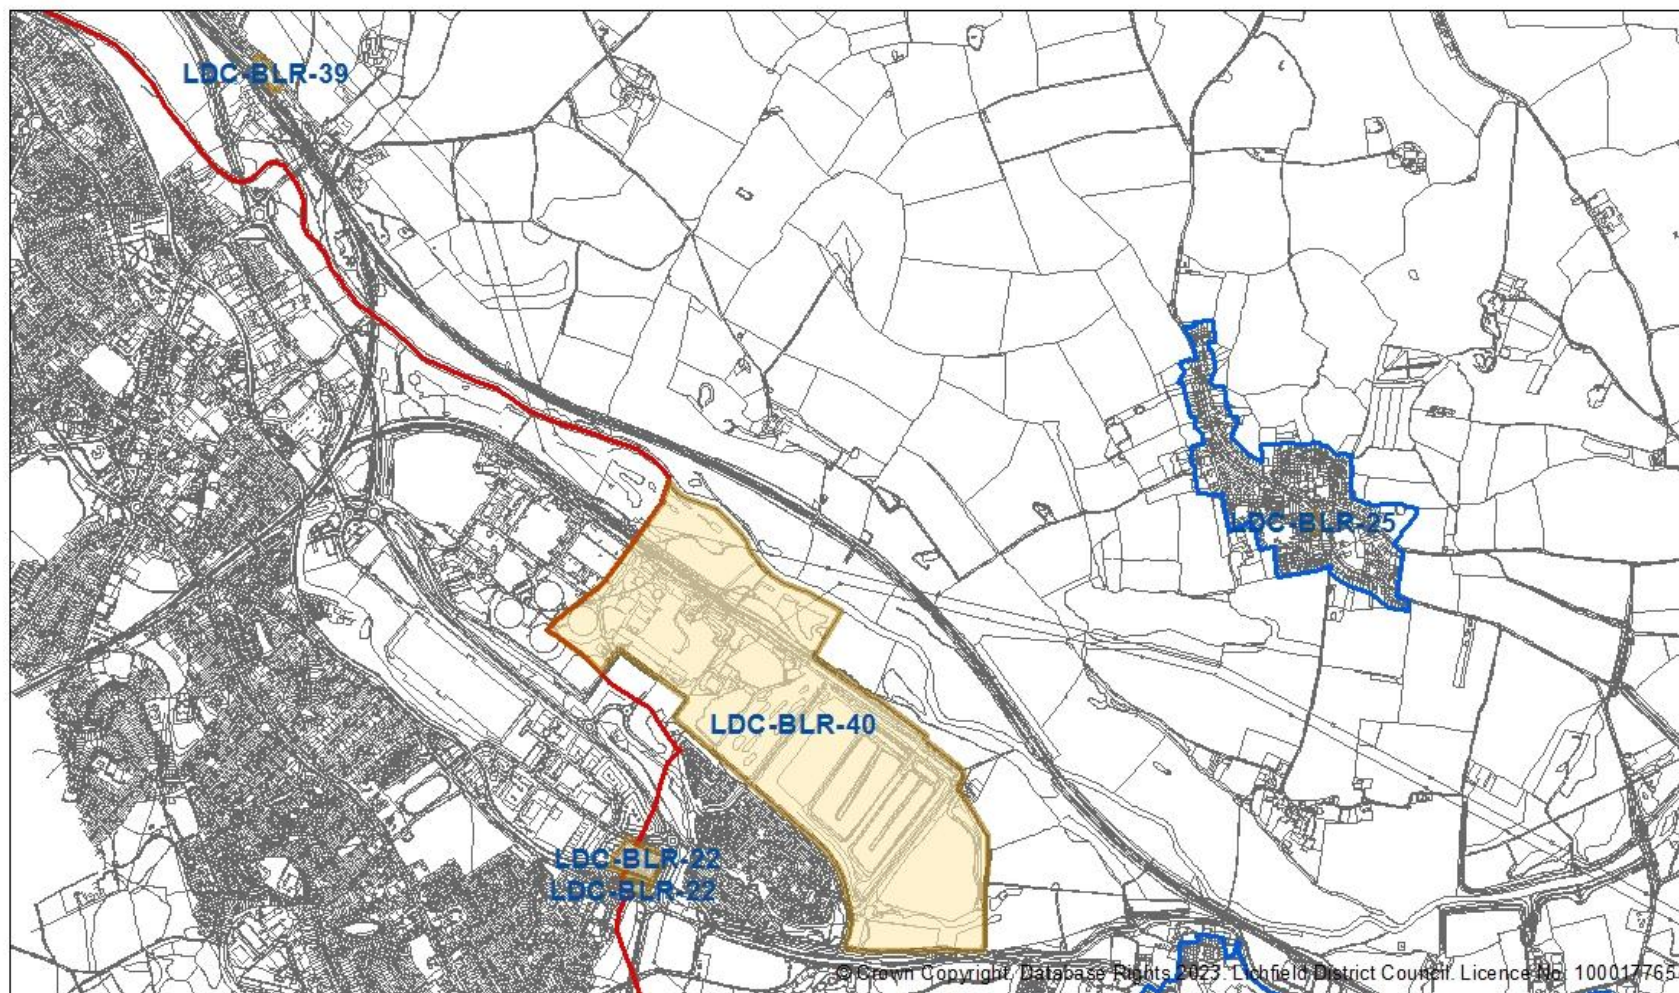 LDC-BLR-39
LDC-BLR-25
LDC-BLR-40
LDC-BLR-22
LDC-BLR-22
© Crown Copyright. Database Rights 2023. Lichfield District Council. Licence No: 100017765